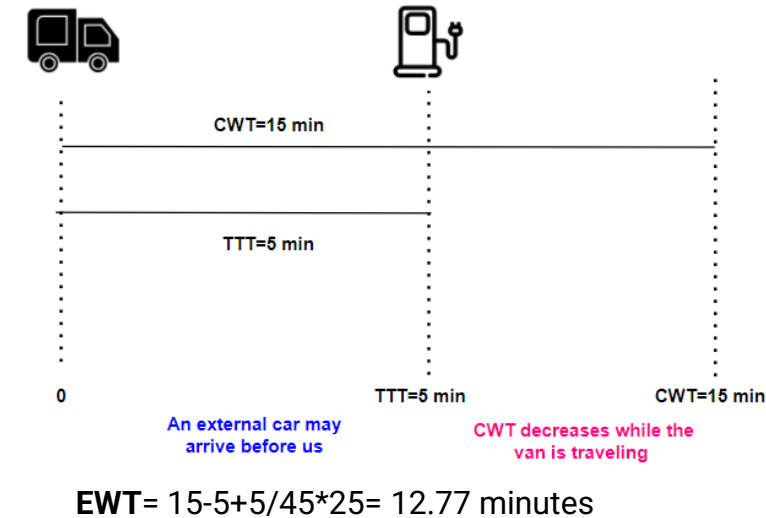 CWT=15 min
TTT=5 min
0
TTT=5 min
CWT=15 min
An external car may
arrive before us
CWT decreases while the
van is traveling
EWT= 15-5+5/45*25= 12.77 minutes